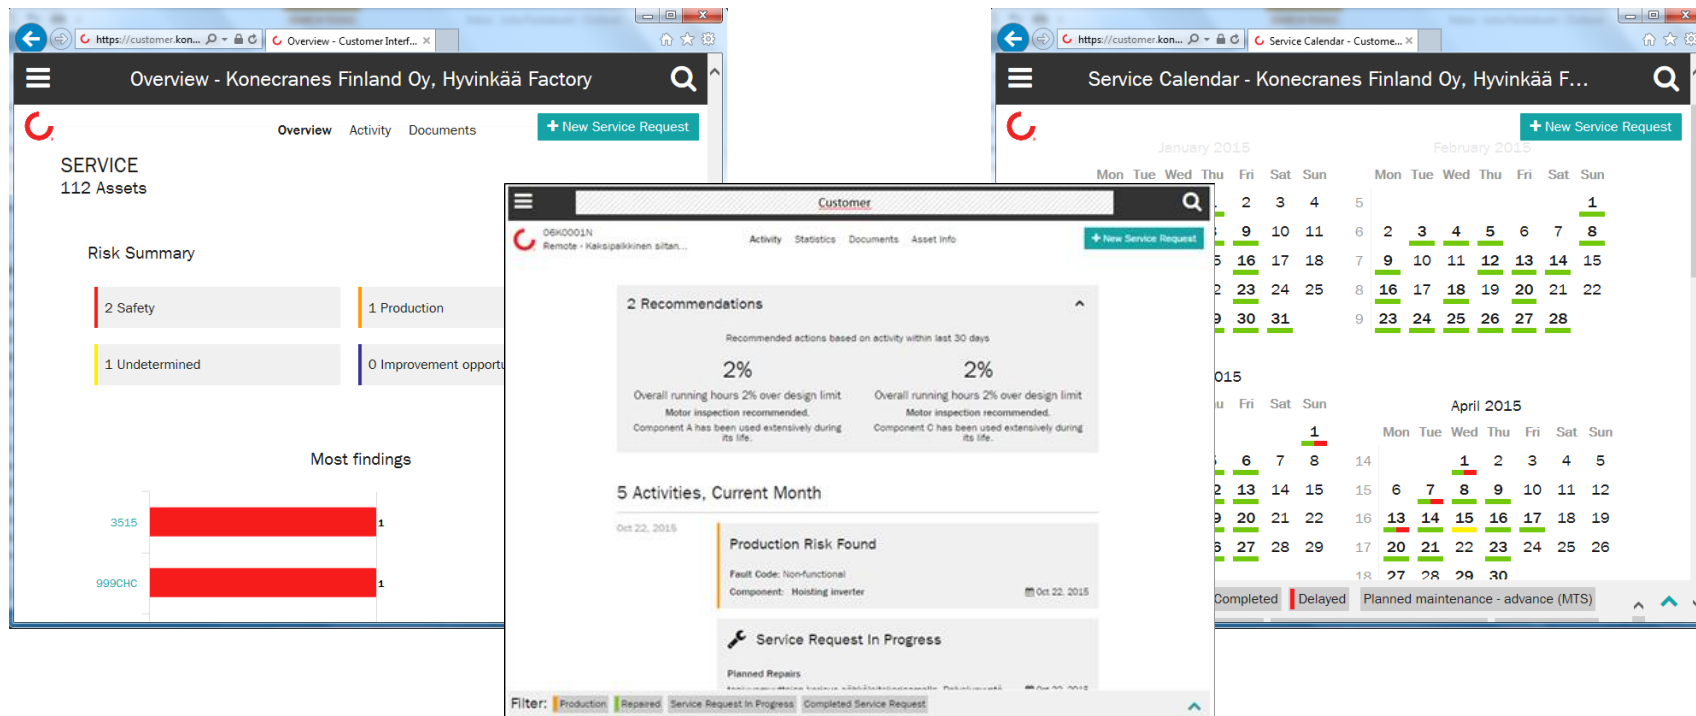 https://customer.kon...
Overview - Customer Interf...
Overview - Konecranes Finland Oy, Hyvinkää Factory
Overview Activity Documents
+ New Service Request
SERVICE
112 Assets
Risk Summary
2 Safety
1 Production
1 Undetermined
0 Improvement opportu
Most findings
3515 1
999CHC 1
Customer
06K0001N
Remote - Kaksipalkkinen siltan...
Activity Statistics Documents Asset Info
+ New Service Request
2 Recommendations
Recommended actions based on activity within last 30 days
2% 2%
Overall running hours 2% over design limit Overall running hours 2% over design limit
Motor inspection recommended. Motor inspection recommended.
Component A has been used extensively during its life. Component C has been used extensively during its life.
5 Activities, Current Month
Oct 22, 2015
Production Risk Found
Fault Code: Non-functional
Component: Hoisting inverter Oct 22, 2015
Service Request In Progress
Planned Repairs
Oct 22, 2015
Filter: Production Repaired Service Request In Progress Completed Service Request
https://customer.kon...
Service Calendar - Custome...
Service Calendar - Konecranes Finland Oy, Hyvinkää F...
+ New Service Request
January 2015 February 2015
Mon Tue Wed Thu Fri Sat Sun Mon Tue Wed Thu Fri Sat Sun
2 3 4 5 1
9 10 11 6 2 3 4 5 6 7 8
16 17 18 7 9 10 11 12 13 14 15
23 24 25 8 16 17 18 19 20 21 22
30 31 9 23 24 25 26 27 28
015 April 2015
Fri Sat Sun Mon Tue Wed Thu Fri Sat Sun
1
6 7 8 14 1 2 3 4 5
13 14 15 15 6 7 8 9 10 11 12
20 21 22 16 13 14 15 16 17 18 19
27 28 29 17 20 21 22 23 24 25 26
18 27 28 29 30
Completed Delayed Planned maintenance - advance (MTS)